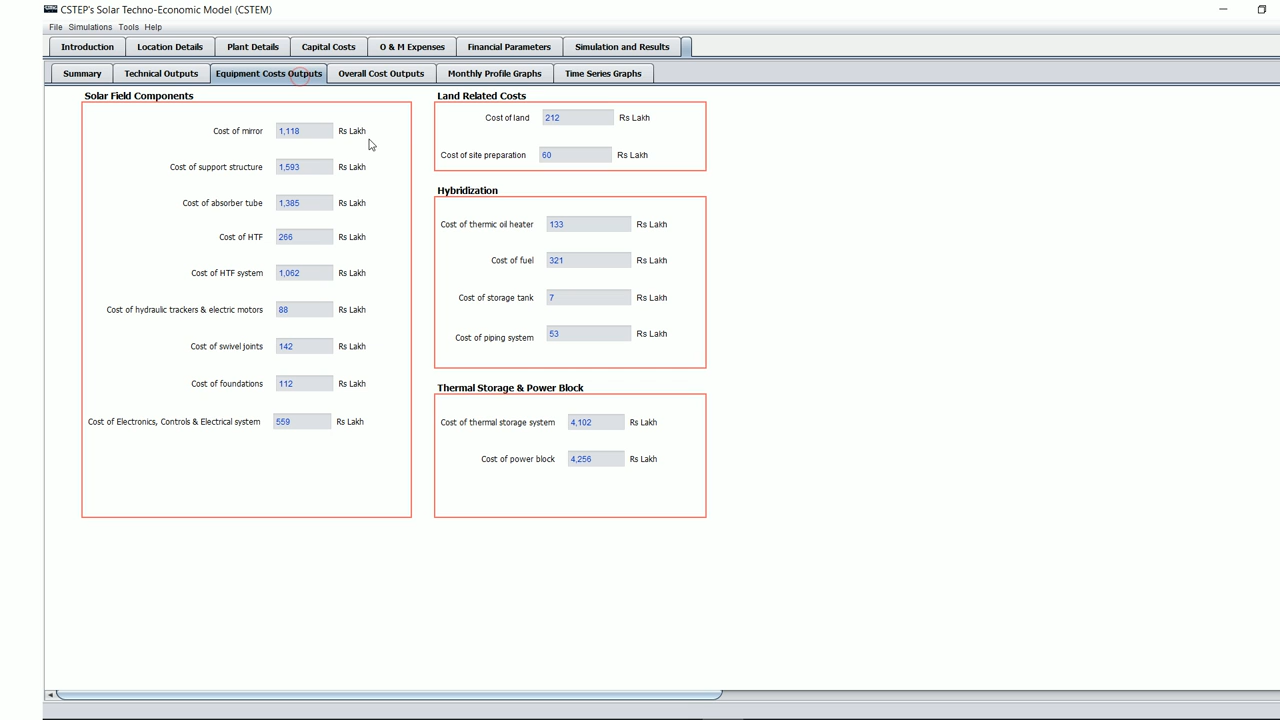 CSTEP's Solar Techno-Economic Model (CSTEM)
File Simulations Tools Help
Introduction Location Details Plant Details Capital Costs O & M Expenses Financial Parameters Simulation and Results
Summary Technical Outputs Equipment Costs Outputs Overall Cost Outputs Monthly Profile Graphs Time Series Graphs
Solar Field Components
Cost of mirror 1,118 Rs Lakh
Cost of support structure 1,593 Rs Lakh
Cost of absorber tube 1,385 Rs Lakh
Cost of HTF 266 Rs Lakh
Cost of HTF system 1,062 Rs Lakh
Cost of hydraulic trackers & electric motors 88 Rs Lakh
Cost of swivel joints 142 Rs Lakh
Cost of foundations 112 Rs Lakh
Cost of Electronics, Controls & Electrical system 559 Rs Lakh
Land Related Costs
Cost of land 212 Rs Lakh
Cost of site preparation 60 Rs Lakh
Hybridization
Cost of thermic oil heater 133 Rs Lakh
Cost of fuel 321 Rs Lakh
Cost of storage tank 7 Rs Lakh
Cost of piping system 53 Rs Lakh
Thermal Storage & Power Block
Cost of thermal storage system 4,102 Rs Lakh
Cost of power block 4,256 Rs Lakh